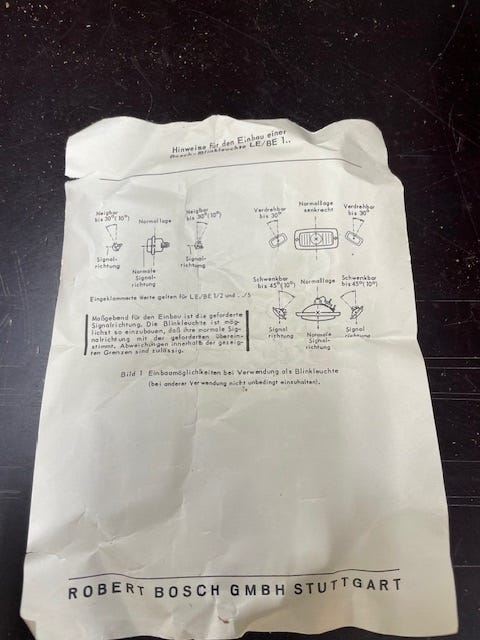 Hinweise für den Einbau einer
Bosch-Blinkleuchte LE/BE 1..
Neigbar
bis 30° (10°)
Normallage
Neigbar
bis 30° (10°)
Verdrehbar
bis 30°
Normallage
senkrecht
Verdrehbar
bis 30°
Signal-
richtung
Normale
Signal-
richtung
Signal-
richtung
Schwenkbar
bis 45° (10°)
Normallage
Schwenkbar
bis 45° (10°)
Signal
richtung
Normale
Signal-
richtung
Signal-
richtung
Eingeklammerte Werte gelten für LE/BE 1/2 und ../5
Maßgebend für den Einbau ist die geforderte
Signalrichtung. Die Blinkleuchte ist mög-
lichst so einzubauen, daß ihre normale Sig-
nalrichtung mit der geforderten überein-
stimmt. Abweichungen innerhalb der gezeig-
ten Grenzen sind zulässig.
Bild 1 Einbaumöglichkeiten bei Verwendung als Blinkleuchte
(bei anderer Verwendung nicht unbedingt einzuhalten).
ROBERT BOSCH GMBH STUTTGART